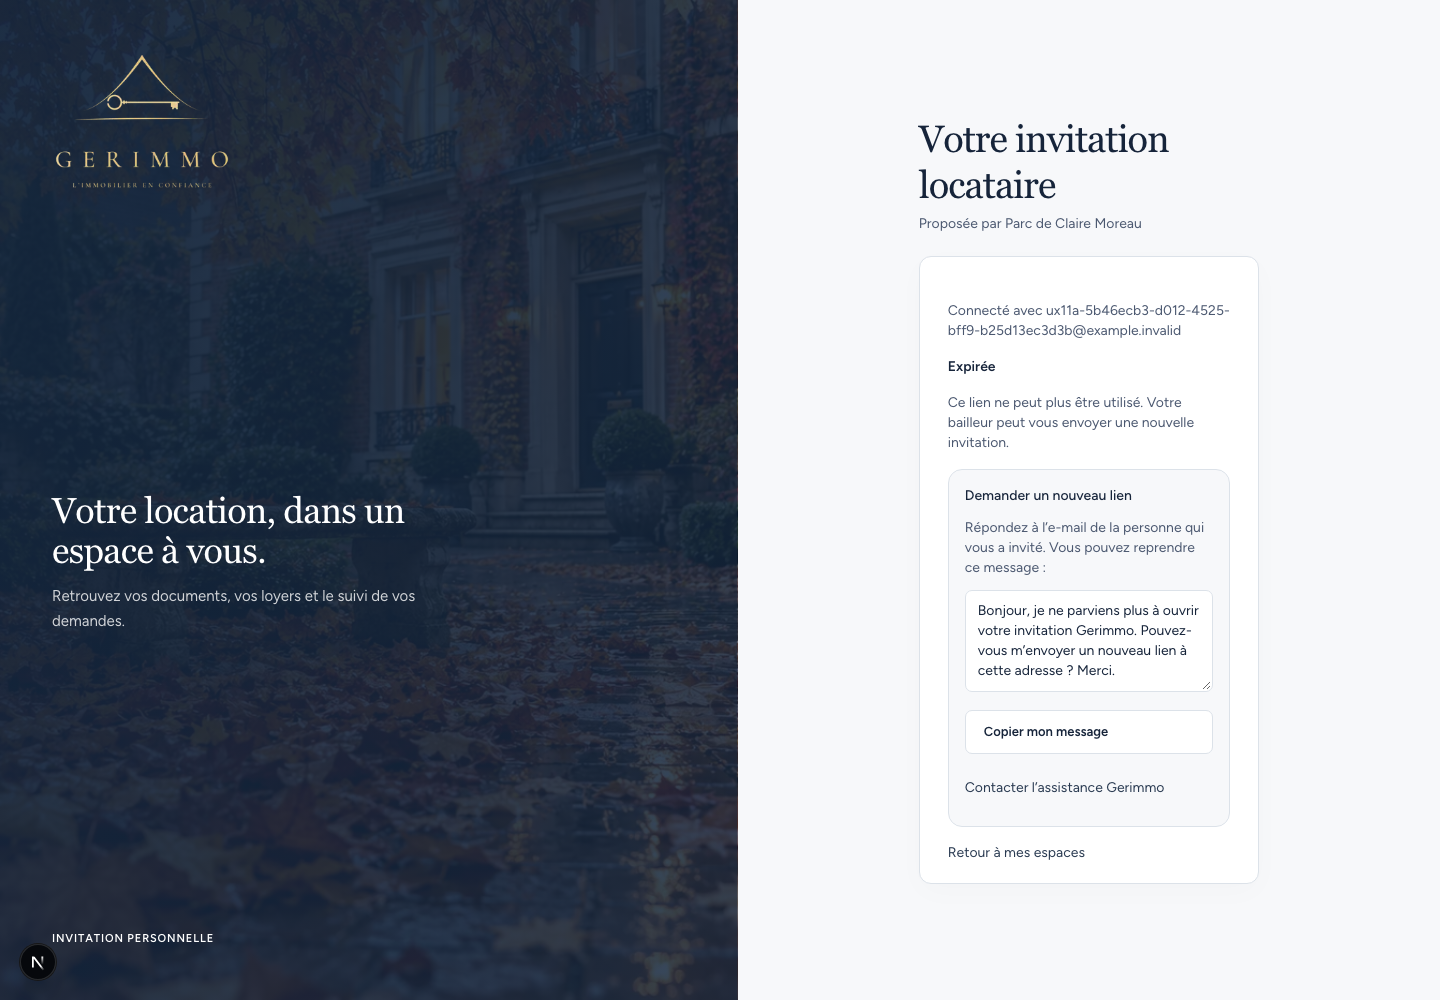 GERIMMO
L'IMMOBILIER EN CONFIANCE
Votre location, dans un
espace à vous.
Retrouvez vos documents, vos loyers et le suivi de vos
demandes.
INVITATION PERSONNELLE
N
Votre invitation
locataire
Proposée par Parc de Claire Moreau
Connecté avec ux11a-5b46ecb3-d012-4525-
bff9-b25d13ec3d3b@example.invalid
Expirée
Ce lien ne peut plus être utilisé. Votre
bailleur peut vous envoyer une nouvelle
invitation.
Demander un nouveau lien
Répondez à l’e-mail de la personne qui
vous a invité. Vous pouvez reprendre
ce message :
Bonjour, je ne parviens plus à ouvrir
votre invitation Gerimmo. Pouvez-
vous m’envoyer un nouveau lien à
cette adresse ? Merci.
Copier mon message
Contacter l’assistance Gerimmo
Retour à mes espaces